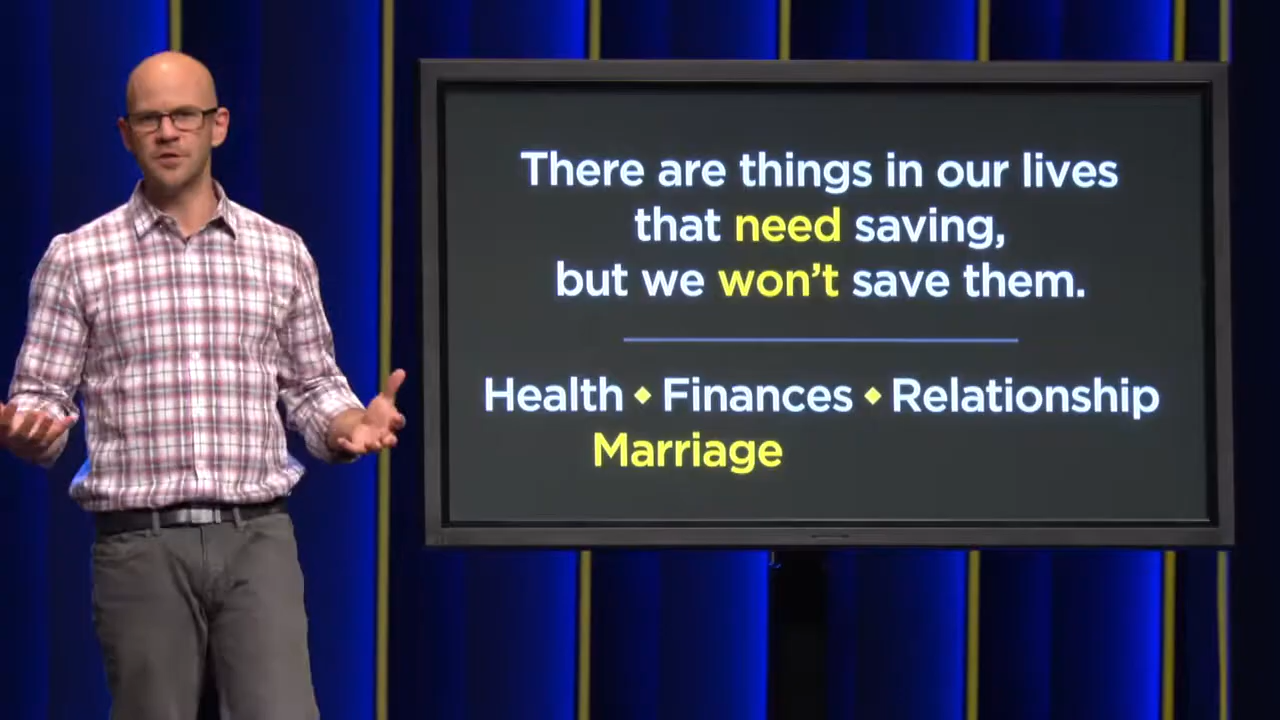 There are things in our lives
that need saving,
but we won't save them.
Health ⬥ Finances ⬥ Relationship
Marriage